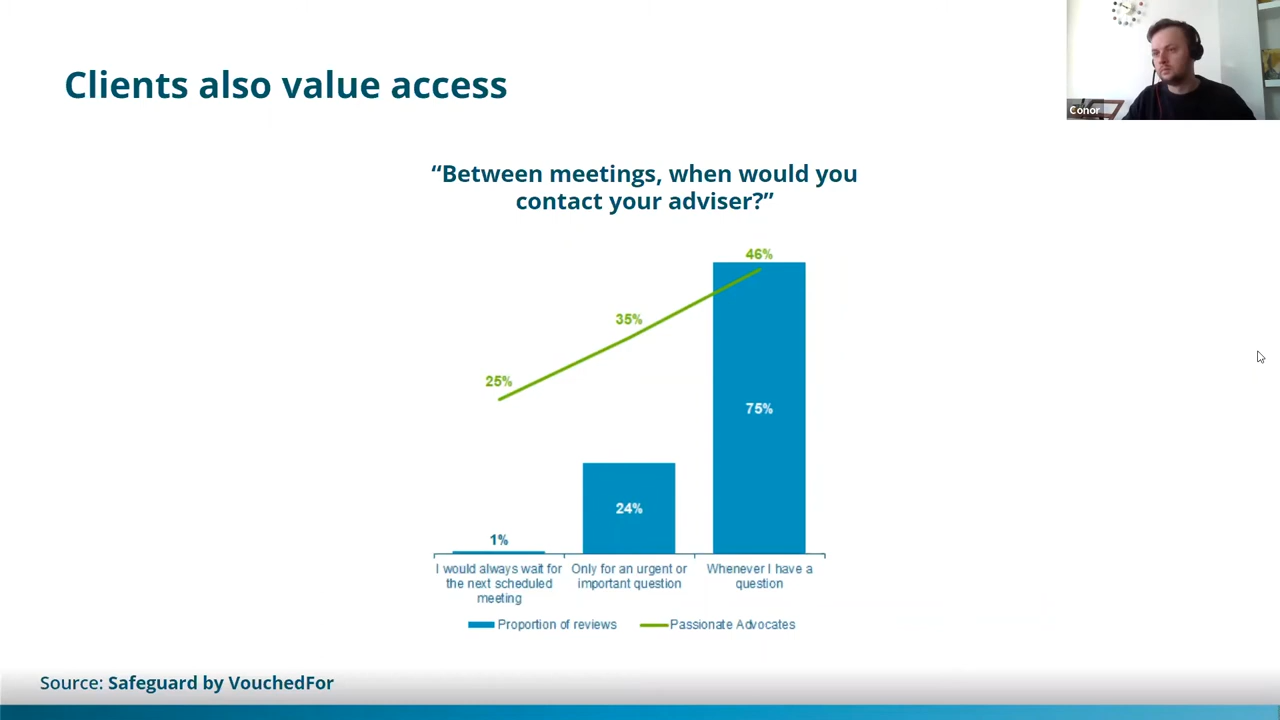 Clients also value access
Conor
“Between meetings, when would you
contact your adviser?”
46%
35%
25%
75%
24%
1%
I would always wait for
the next scheduled
meeting
Only for an urgent or
important question
Whenever I have a
question
Proportion of reviews
Passionate Advocates
Source: Safeguard by VouchedFor